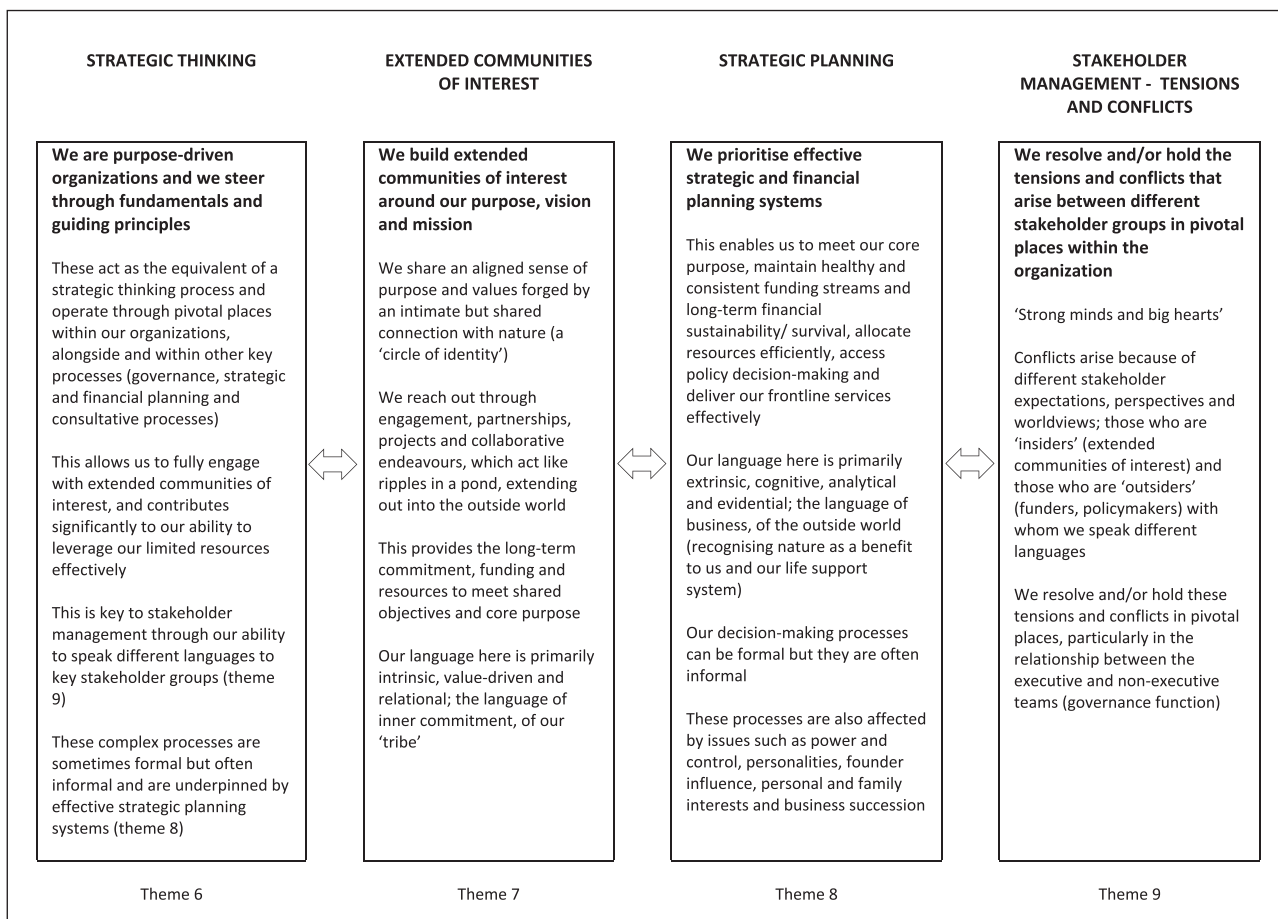 STRATEGIC THINKING
EXTENDED COMMUNITIES
OF INTEREST
STRATEGIC PLANNING
STAKEHOLDER
MANAGEMENT - TENSIONS
AND CONFLICTS
We are purpose-driven
organizations and we steer
through fundamentals and
guiding principles
These act as the equivalent of a
strategic thinking process and
operate through pivotal places
within our organizations,
alongside and within other key
processes (governance, strategic
and financial planning and
consultative processes)
This allows us to fully engage
with extended communities of
interest, and contributes
significantly to our ability to
leverage our limited resources
effectively
This is key to stakeholder
management through our ability
to speak different languages to
key stakeholder groups (theme
9)
These complex processes are
sometimes formal but often
informal and are underpinned by
effective strategic planning
systems (theme 8)
Theme 6
We build extended
communities of interest
around our purpose, vision
and mission
We share an aligned sense of
purpose and values forged by
an intimate but shared
connection with nature (a
‘circle of identity’)
We reach out through
engagement, partnerships,
projects and collaborative
endeavours, which act like
ripples in a pond, extending
out into the outside world
This provides the long-term
commitment, funding and
resources to meet shared
objectives and core purpose
Our language here is primarily
intrinsic, value-driven and
relational; the language of
inner commitment, of our
‘tribe’
Theme 7
We prioritise effective
strategic and financial
planning systems
This enables us to meet our core
purpose, maintain healthy and
consistent funding streams and
long-term financial
sustainability/ survival, allocate
resources efficiently, access
policy decision-making and
deliver our frontline services
effectively
Our language here is primarily
extrinsic, cognitive, analytical
and evidential; the language of
business, of the outside world
(recognising nature as a benefit
to us and our life support
system)
Our decision-making processes
can be formal but they are often
informal
These processes are also affected
by issues such as power and
control, personalities, founder
influence, personal and family
interests and business succession
Theme 8
We resolve and/or hold the
tensions and conflicts that
arise between different
stakeholder groups in pivotal
places within the
organization
‘Strong minds and big hearts’
Conflicts arise because of
different stakeholder
expectations, perspectives and
worldviews; those who are
‘insiders’ (extended
communities of interest) and
those who are ‘outsiders’
(funders, policymakers) with
whom we speak different
languages
We resolve and/or hold these
tensions and conflicts in pivotal
places, particularly in the
relationship between the
executive and non-executive
teams (governance function)
Theme 9